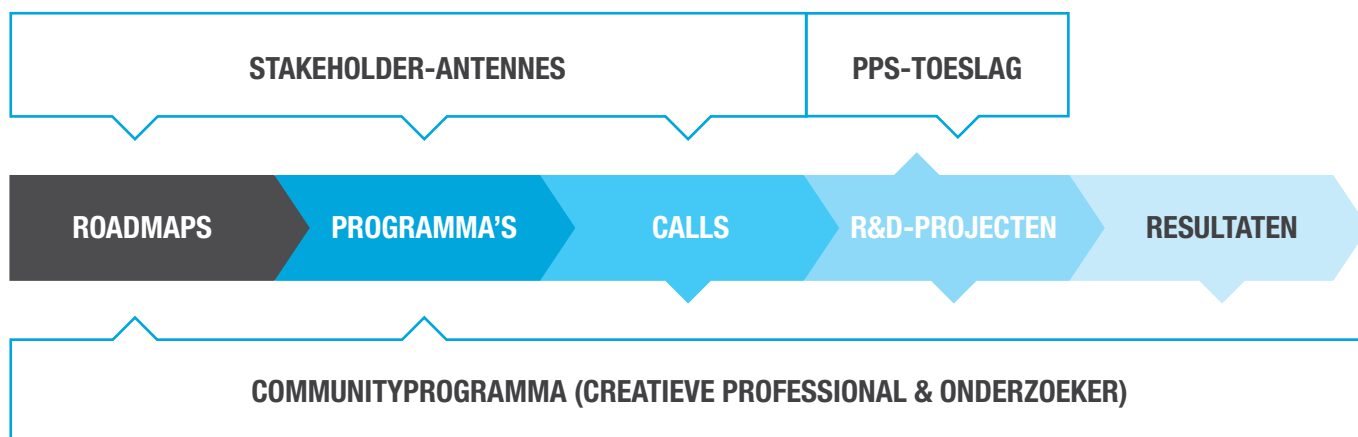 STAKEHOLDER-ANTENNES
PPS-TOESLAG
ROADMAPS
PROGRAMMA'S
CALLS
R&D-PROJECTEN
RESULTATEN
COMMUNITYPROGRAMMA (CREATIEVE PROFESSIONAL & ONDERZOEKER)